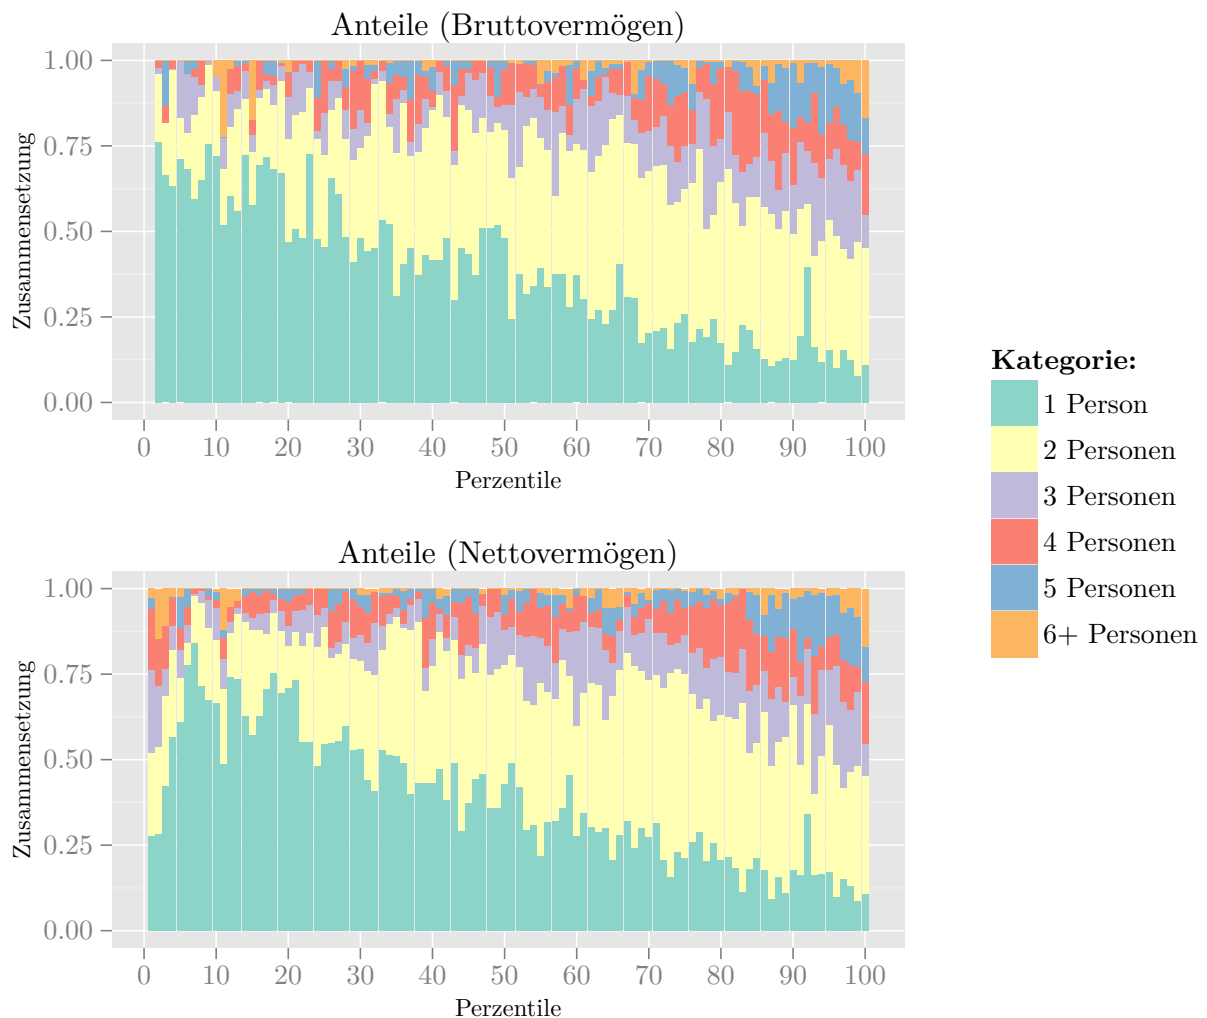 Anteile (Bruttovermögen)
Zusammensetzung
1.00
0.75
0.50
0.25
0.00
0 10 20 30 40 50 60 70 80 90 100
Perzentile
Kategorie:
1 Person
2 Personen
3 Personen
4 Personen
5 Personen
6+ Personen
Anteile (Nettovermögen)
Zusammensetzung
1.00
0.75
0.50
0.25
0.00
0 10 20 30 40 50 60 70 80 90 100
Perzentile